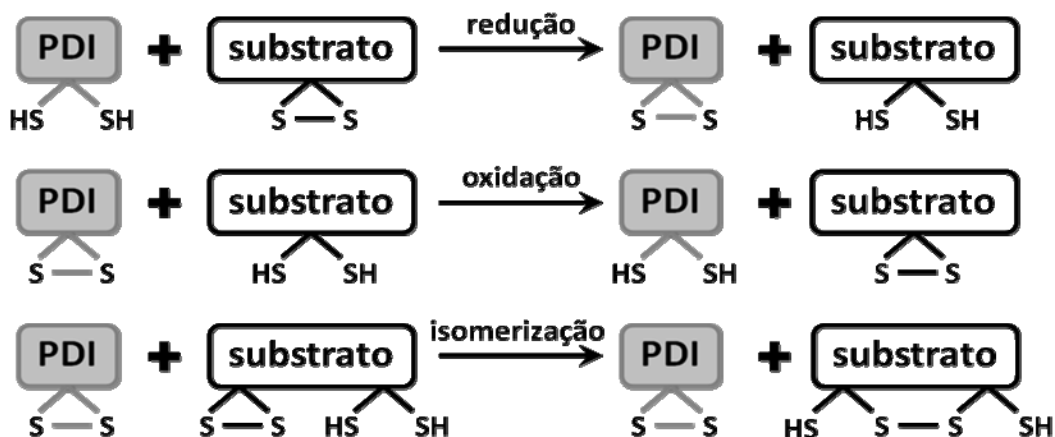 redução
PDI + substrato → PDI + substrato
HS SH S — S S — S HS SH
oxidação
PDI + substrato → PDI + substrato
S — S HS SH HS SH S — S
isomerização
PDI + substrato → PDI + substrato
S — S S — S HS SH S — S HS S — S SH